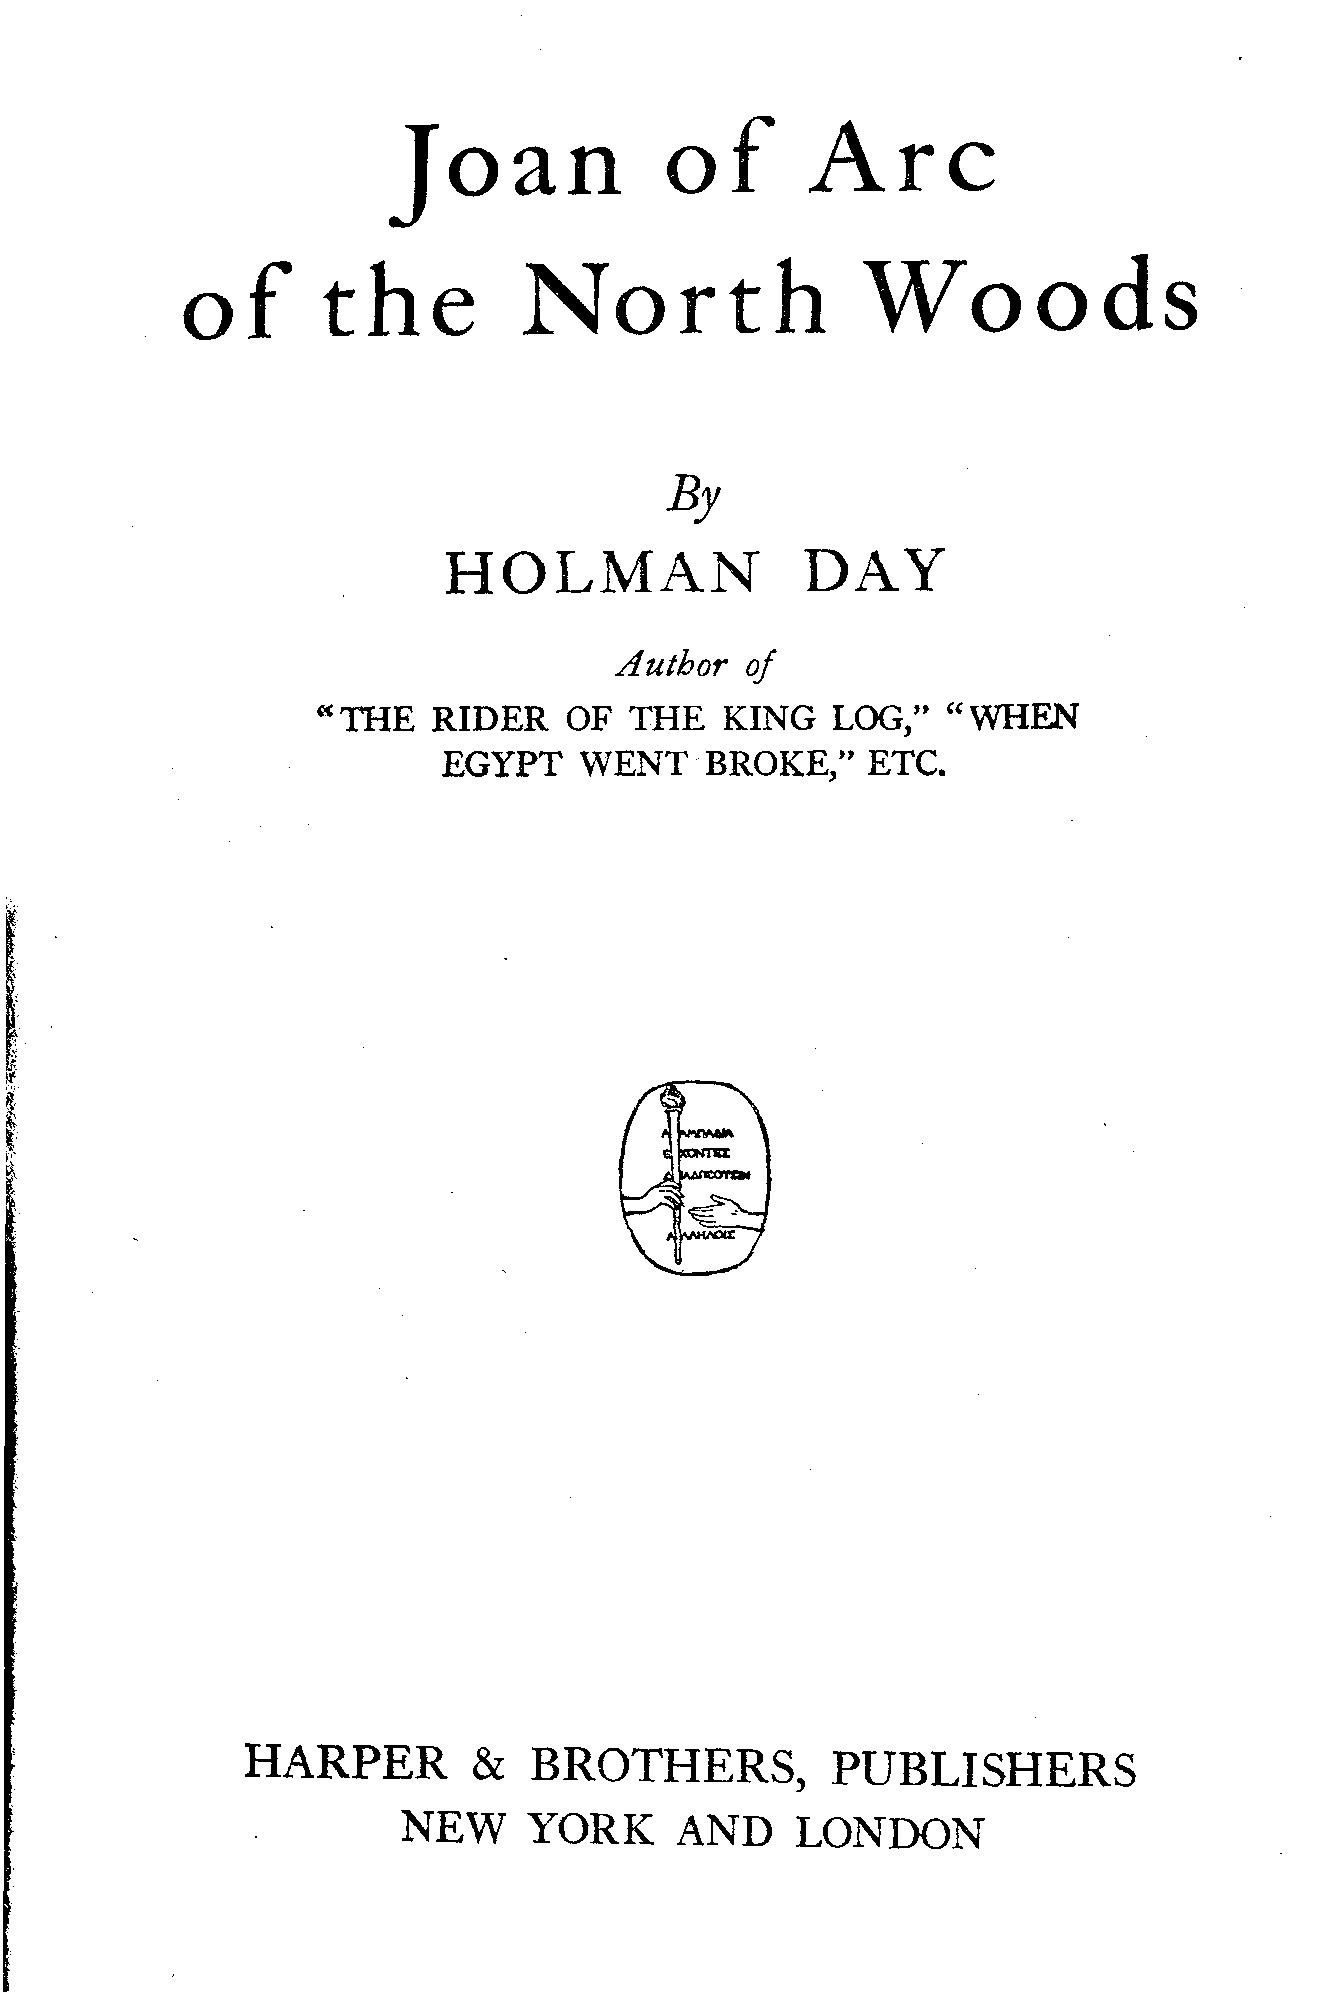 Joan of Arc
of the North Woods
By
HOLMAN DAY
Author of
"THE RIDER OF THE KING LOG," "WHEN
EGYPT WENT BROKE," ETC.
HARPER & BROTHERS, PUBLISHERS
NEW YORK AND LONDON